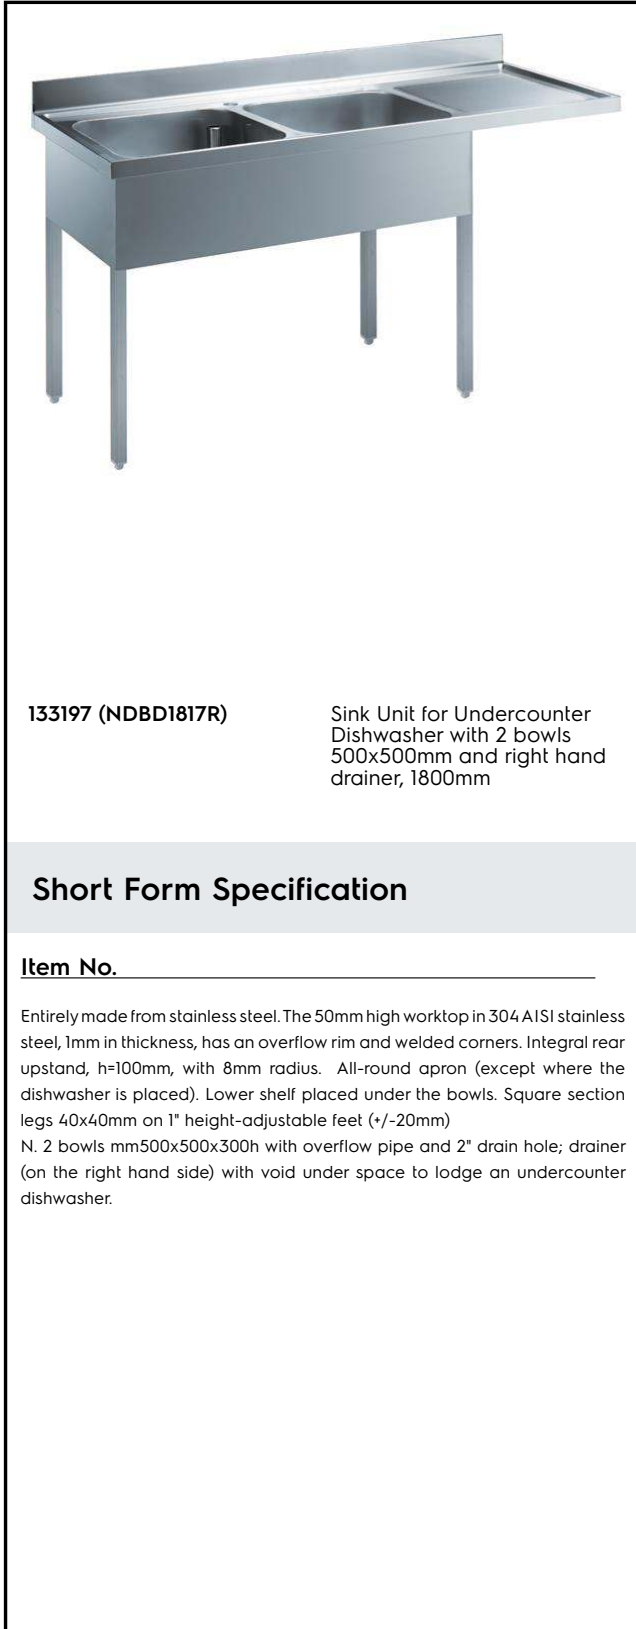 133197 (NDBD1817R)
Sink Unit for Undercounter
Dishwasher with 2 bowls
500x500mm and right hand
drainer, 1800mm
Short Form Specification
Item No.
Entirely made from stainless steel. The 50mm high worktop in 304 AISI stainless
steel, 1mm in thickness, has an overflow rim and welded corners. Integral rear
upstand, h=100mm, with 8mm radius. All-round apron (except where the
dishwasher is placed). Lower shelf placed under the bowls. Square section
legs 40x40mm on 1" height-adjustable feet (+/-20mm)
N. 2 bowls mm500x500x300h with overflow pipe and 2" drain hole; drainer
(on the right hand side) with void under space to lodge an undercounter
dishwasher.